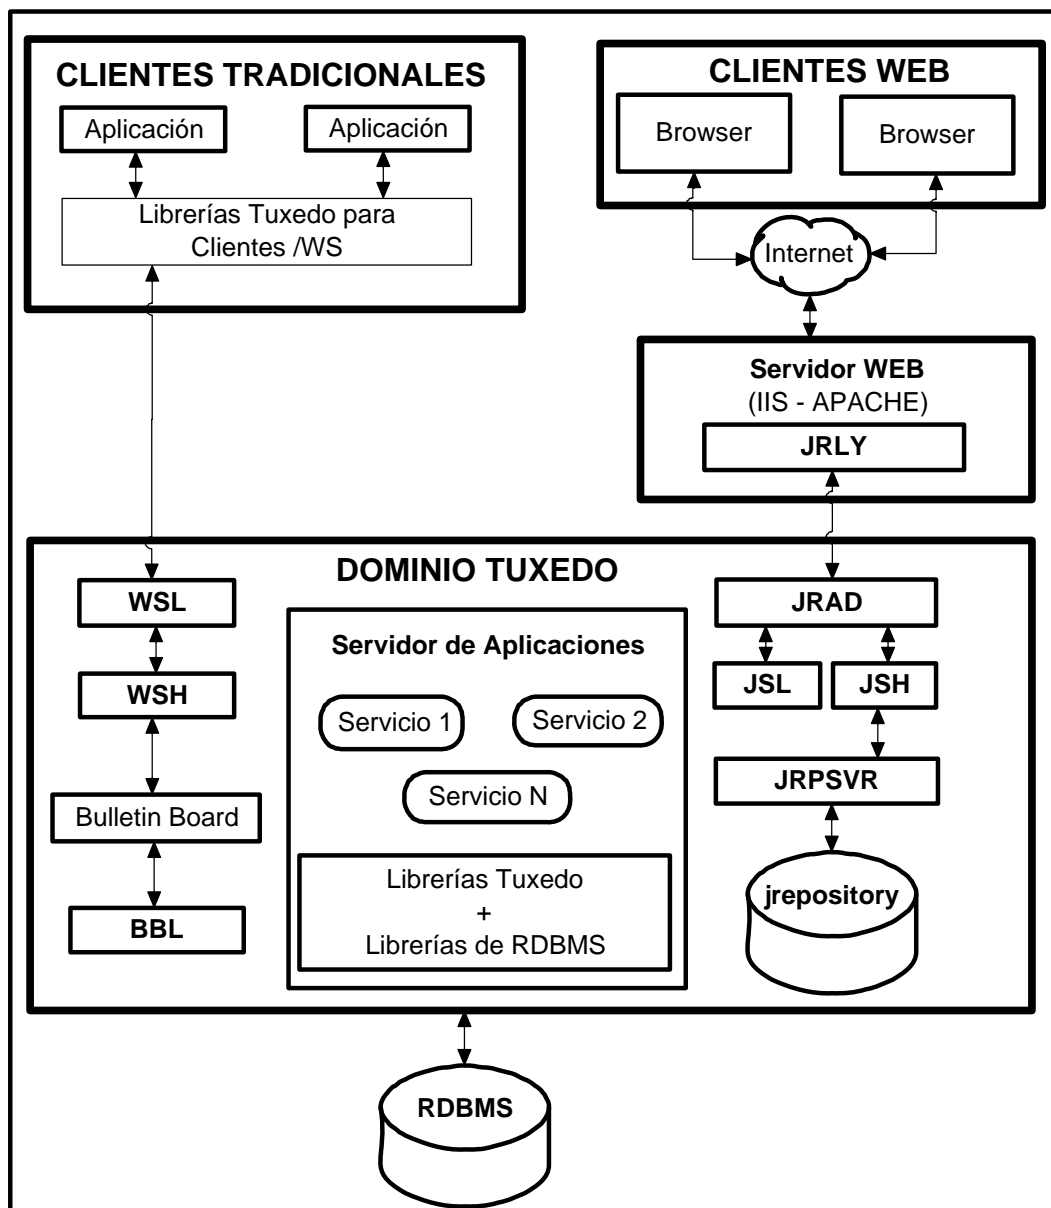 CLIENTES TRADICIONALES
Aplicación
Aplicación
Librerías Tuxedo para
Clientes /WS
CLIENTES WEB
Browser
Browser
Internet
Servidor WEB
(IIS - APACHE)
JRLY
DOMINIO TUXEDO
WSL
WSH
Bulletin Board
BBL
Servidor de Aplicaciones
Servicio 1
Servicio 2
Servicio N
Librerías Tuxedo
+
Librerías de RDBMS
JRAD
JSL
JSH
JRPSVR
jrepository
RDBMS